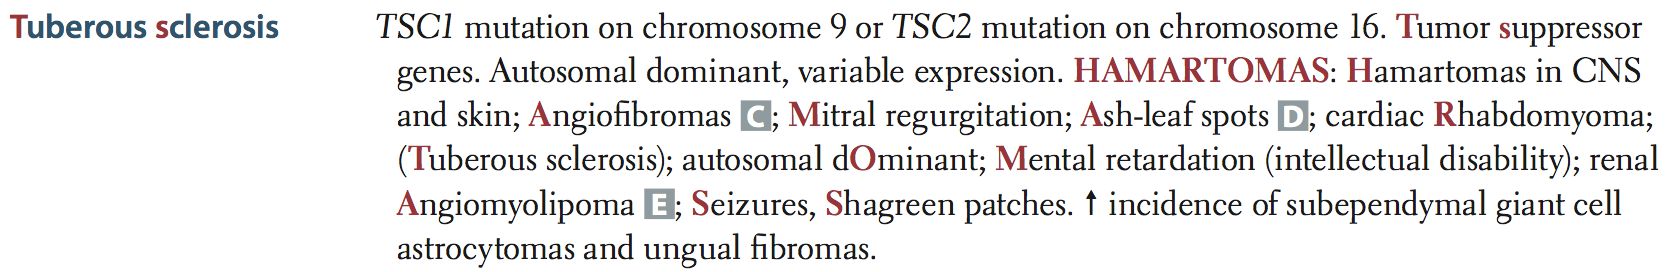 Tuberous sclerosis
TSC1 mutation on chromosome 9 or TSC2 mutation on chromosome 16. Tumor suppressor
genes. Autosomal dominant, variable expression. HAMARTOMAS: Hamartomas in CNS
and skin; Angiofibromas C; Mitral regurgitation; Ash-leaf spots D; cardiac Rhabdomyoma;
(Tuberous sclerosis); autosomal dOminant; Mental retardation (intellectual disability); renal
Angiomyolipoma E; Seizures, Shagreen patches. ↑ incidence of subependymal giant cell
astrocytomas and ungual fibromas.